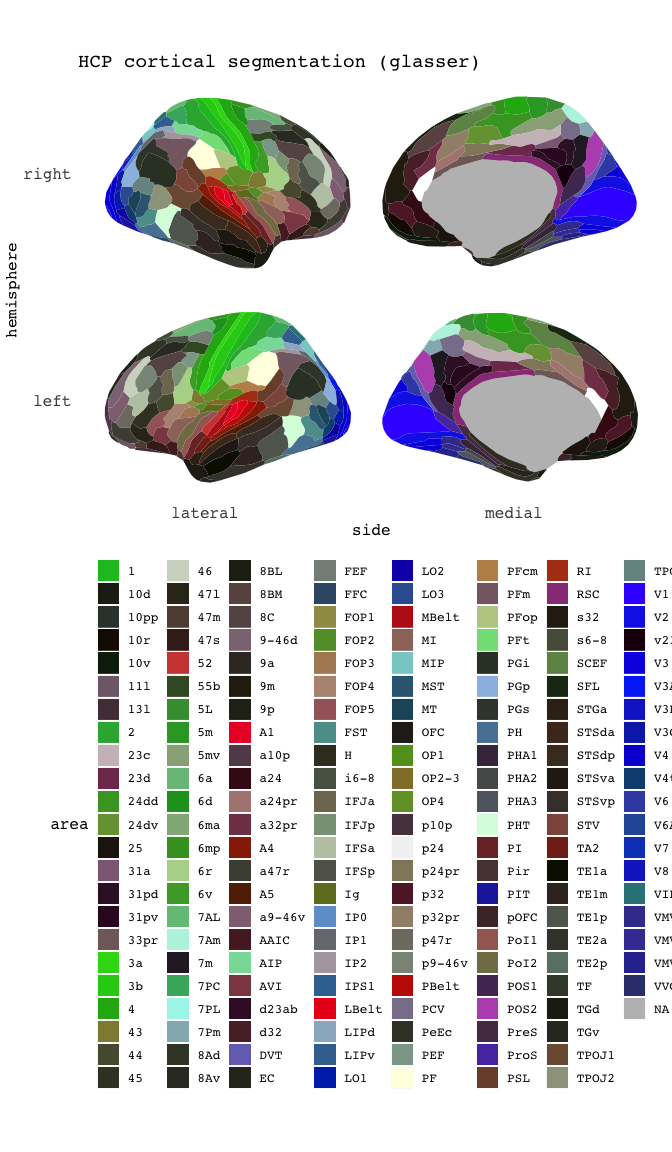 HCP cortical segmentation (glasser)
right
hemisphere
left
lateral
medial
side
area
1
10d
10pp
10r
10v
11l
13l
2
23c
23d
24dd
24dv
25
31a
31pd
31pv
33pr
3a
3b
4
43
44
45
46
47l
47m
47s
52
55b
5L
5m
5mv
6a
6d
6ma
6mp
6r
6v
7AL
7Am
7m
7PC
7PL
7Pm
8Ad
8Av
8BL
8BM
8C
9-46d
9a
9m
9p
A1
a10p
a24
a24pr
a32pr
A4
a47r
A5
a9-46v
AAIC
AIP
AVI
d23ab
d32
DVT
EC
FEF
FFC
FOP1
FOP2
FOP3
FOP4
FOP5
FST
H
i6-8
IFJa
IFJp
IFSa
IFSp
Ig
IP0
IP1
IP2
IPS1
LBelt
LIPd
LIPv
LO1
LO2
LO3
MBelt
MI
MIP
MST
MT
OFC
OP1
OP2-3
OP4
p10p
p24
p24pr
p32
p32pr
p47r
p9-46v
PBelt
PCV
PeEc
PEF
PF
PFcm
PFm
PFop
PFt
PGi
PGp
PGs
PH
PHA1
PHA2
PHA3
PHT
PI
Pir
PIT
pOFC
PoI1
PoI2
POS1
POS2
PreS
ProS
PSL
RI
RSC
s32
s6-8
SCEF
SFL
STGa
STSda
STSdp
STSva
STSvp
STV
TA2
TE1a
TE1m
TE1p
TE2a
TE2p
TF
TGd
TGv
TPOJ1
TPOJ2
V1
V2
V3
V4
V6
V7
V8
NA